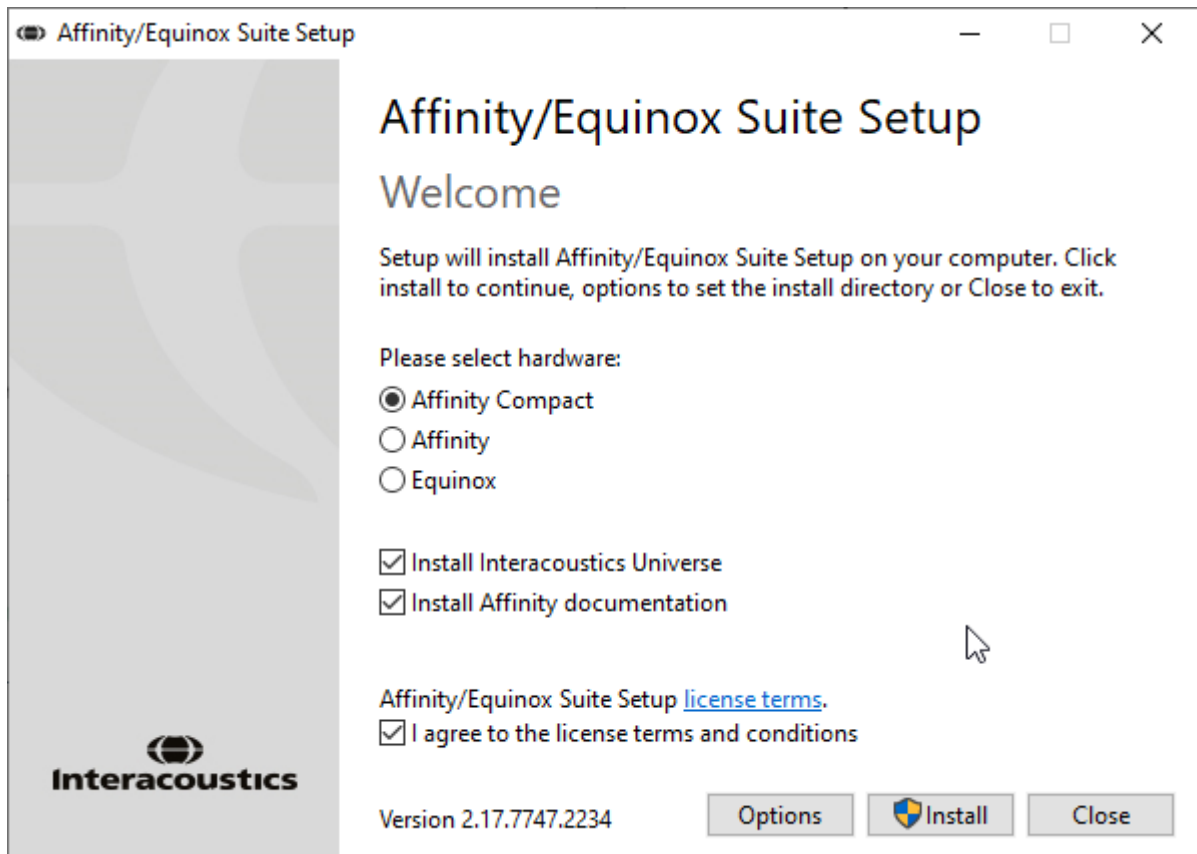 Affinity/Equinox Suite Setup
Affinity/Equinox Suite Setup
Welcome
Setup will install Affinity/Equinox Suite Setup on your computer. Click
install to continue, options to set the install directory or Close to exit.
Please select hardware:
Affinity Compact
Affinity
Equinox
Install Interacoustics Universe
Install Affinity documentation
Affinity/Equinox Suite Setup license terms.
I agree to the license terms and conditions
Interacoustics
Version 2.17.7747.2234
Options
Install
Close